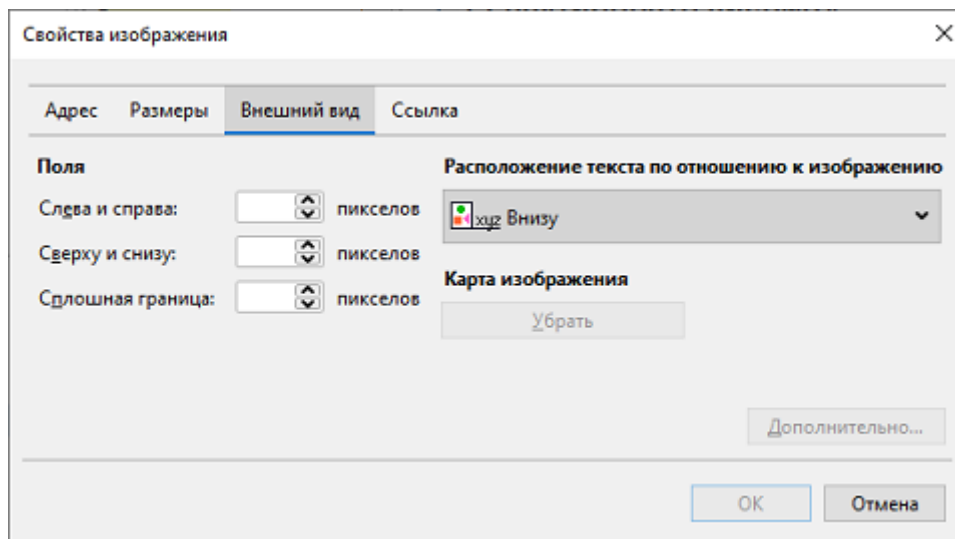 Свойства изображения
Адрес Размеры Внешний вид Ссылка
Поля
Слева и справа: пикселов
Сверху и снизу: пикселов
Сплошная граница: пикселов
Расположение текста по отношению к изображению
xyz Внизу
Карта изображения
Убрать
Дополнительно...
ОК Отмена